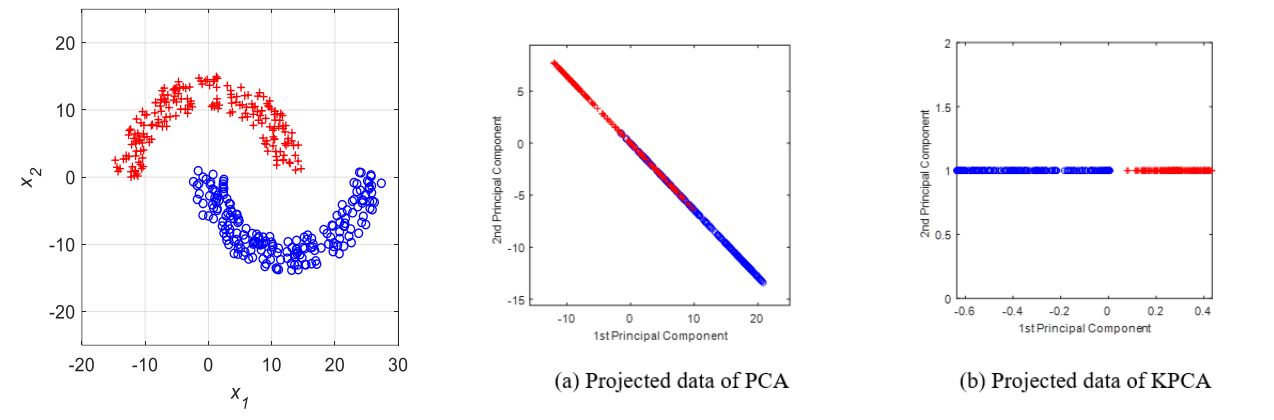 20
10
0
-10
-20
-20 -10 0 10 20 30
x2
x1
5
0
-5
-10
-15
-10 0 10 20
2nd Principal Component
1st Principal Component
(a) Projected data of PCA
2
1.5
1
0.5
0
-0.6 -0.4 -0.2 0 0.2 0.4
2nd Principal Component
1st Principal Component
(b) Projected data of KPCA